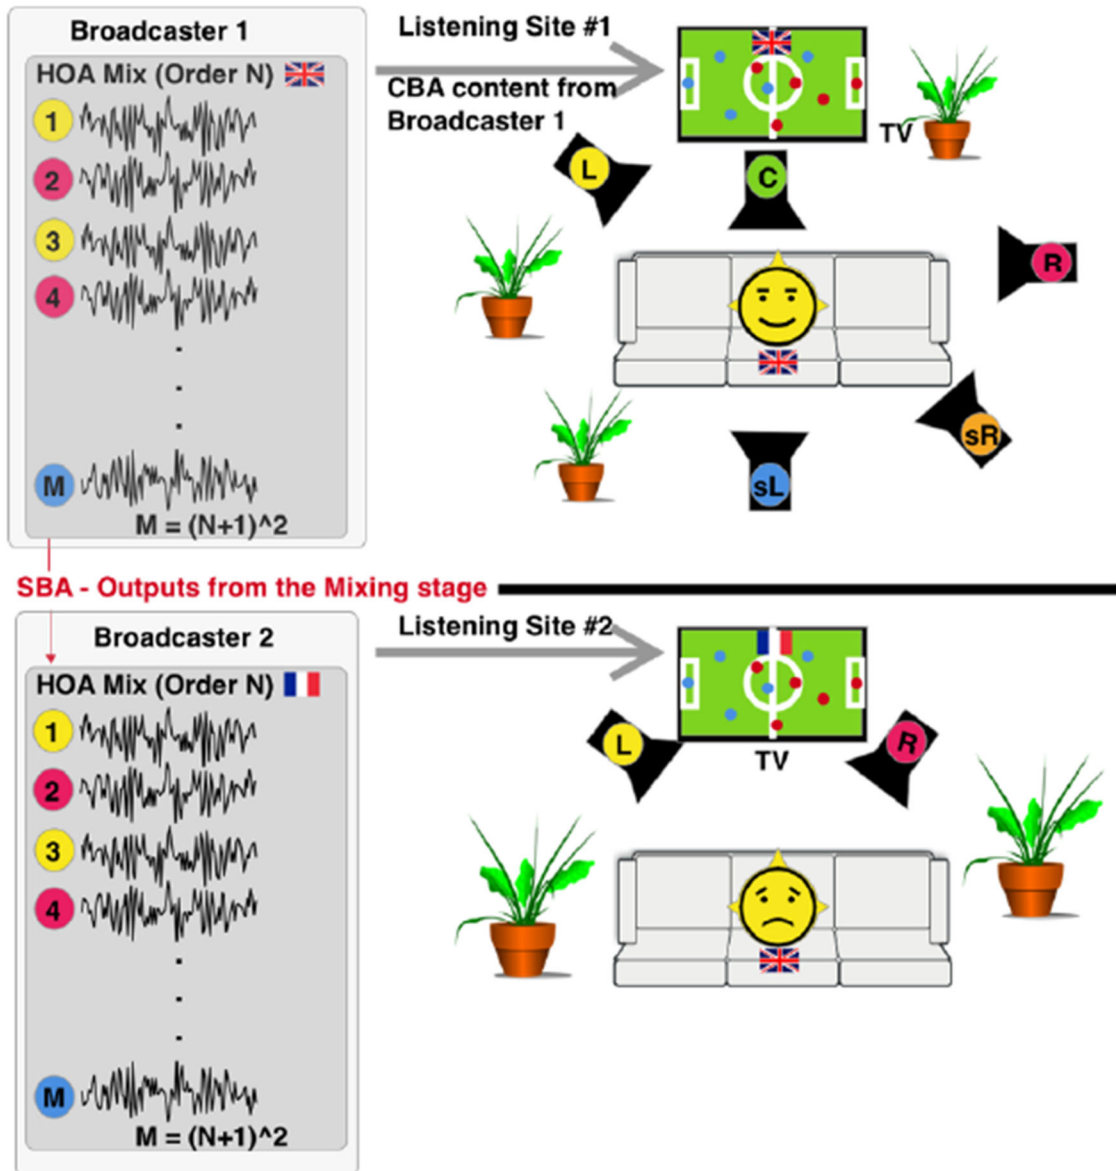 Broadcaster 1
HOA Mix (Order N)
1
2
3
4
.
.
.
M
M = (N+1)^2
Listening Site #1
CBA content from
Broadcaster 1
TV
L
C
R
sR
sL
SBA - Outputs from the Mixing stage
Broadcaster 2
HOA Mix (Order N)
1
2
3
4
.
.
.
M
M = (N+1)^2
Listening Site #2
L
R
TV